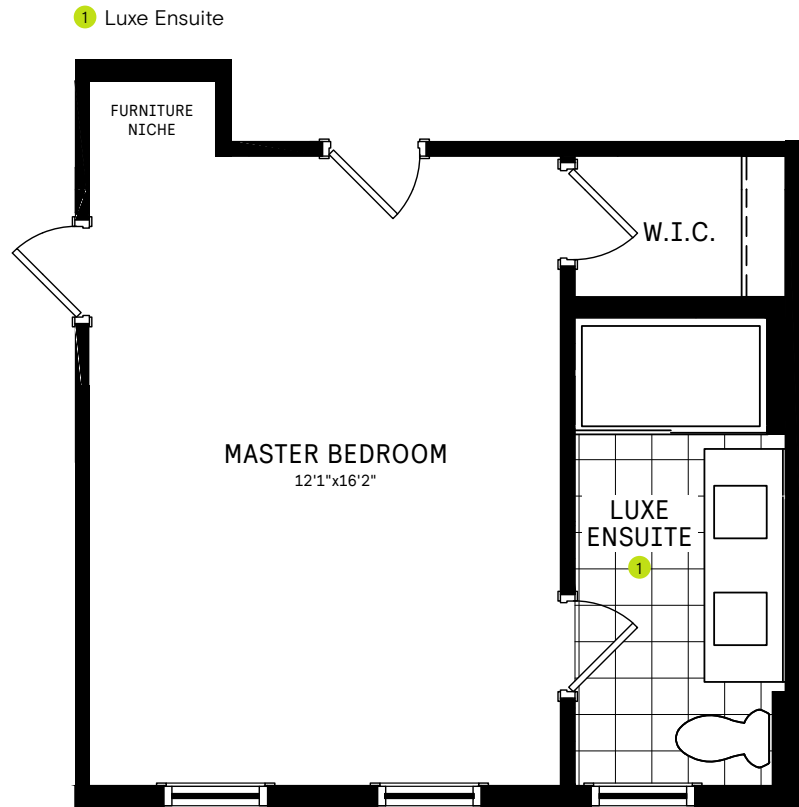 1 Luxe Ensuite
FURNITURE
NICHE
W.I.C.
MASTER BEDROOM
12'1"x16'2"
LUXE
ENSUITE
1